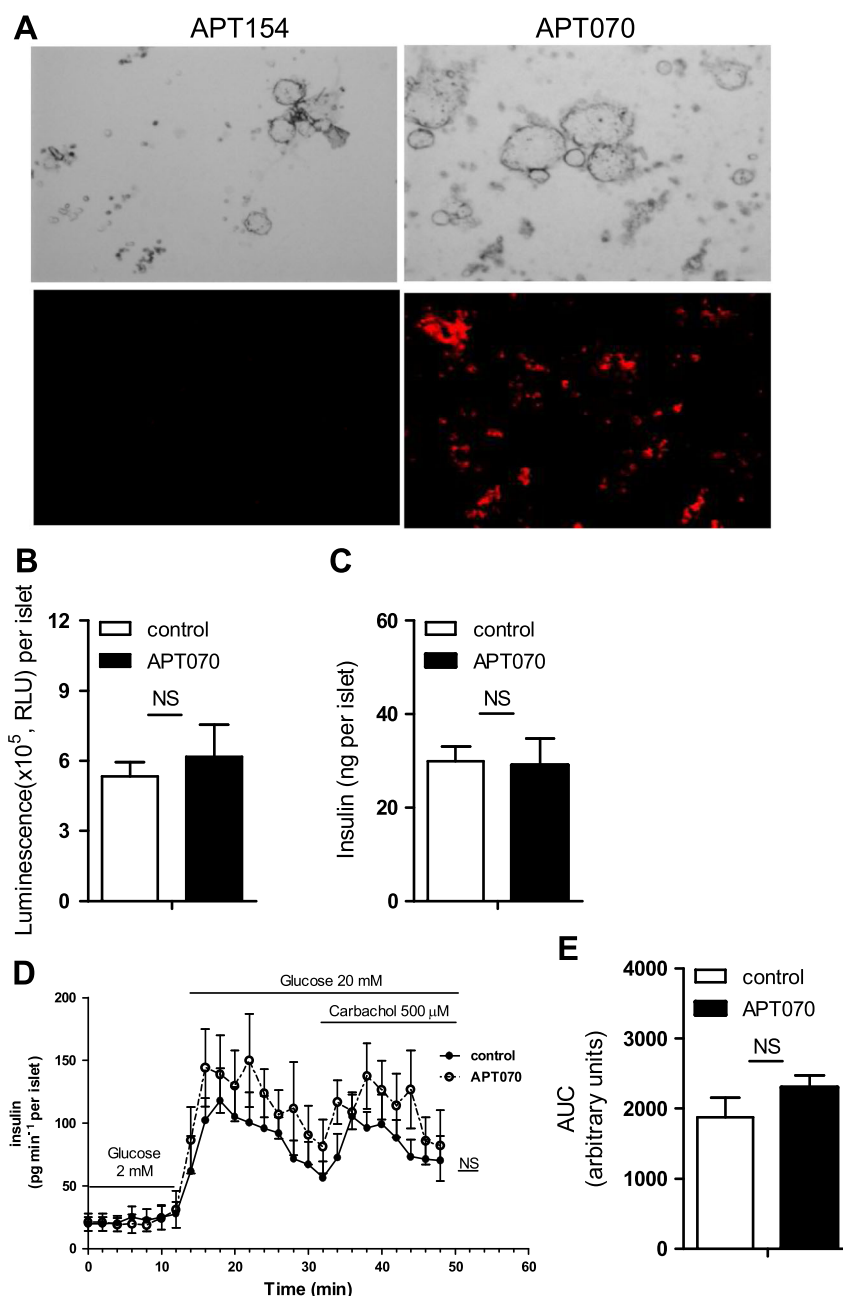 A
APT154
APT070
B
Luminescence(x10⁵, RLU) per islet
12
9
6
3
0
control
APT070
NS
C
Insulin (ng per islet)
60
40
20
0
control
APT070
NS
D
insulin
(pg min⁻¹ per islet)
200
150
100
50
0
Glucose 20 mM
Carbachol 500 µM
control
APT070
Glucose
2 mM
NS
0 10 20 30 40 50 60
Time (min)
E
AUC
(arbitrary units)
4000
3000
2000
1000
0
control
APT070
NS